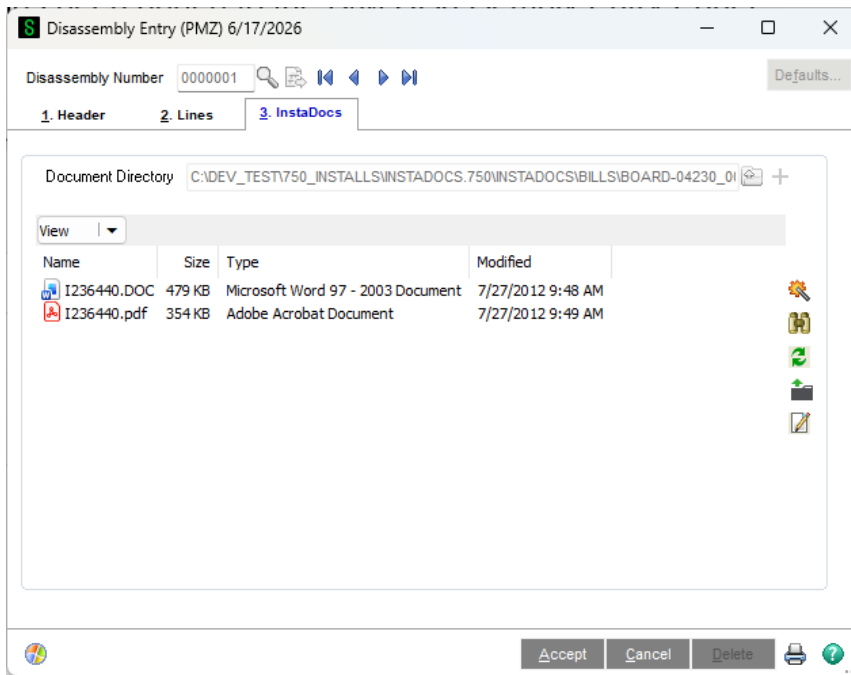 Disassembly Entry (PMZ) 6/17/2026
Disassembly Number 0000001 Defaults...
1. Header 2. Lines 3. InstaDocs
Document Directory C:\DEV_TEST\750_INSTALLS\INSTADOCS.750\INSTADOCS\BILLS\BOARD-04230_0
View
Name Size Type Modified
I236440.DOC 479 KB Microsoft Word 97 - 2003 Document 7/27/2012 9:48 AM
I236440.pdf 354 KB Adobe Acrobat Document 7/27/2012 9:49 AM
Accept Cancel Delete